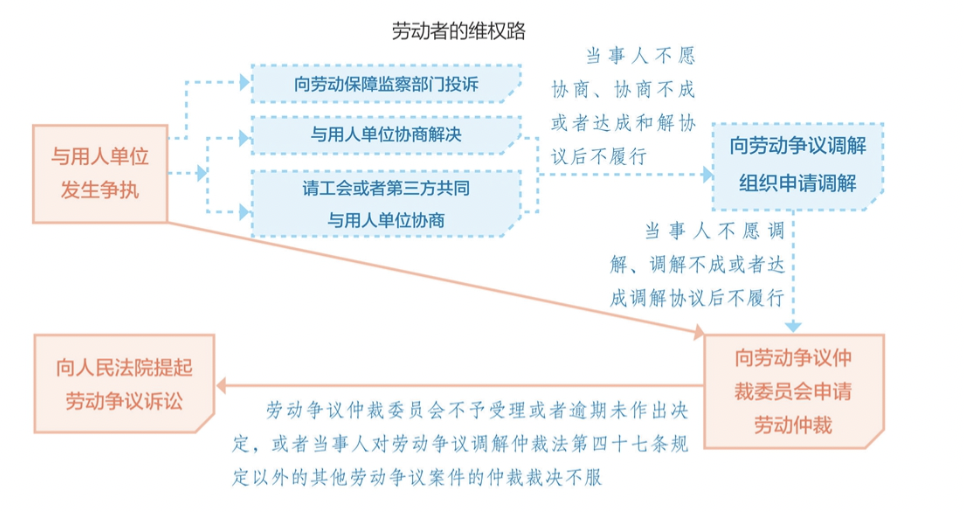 劳动者的维权路
与用人单位
发生争执
向劳动保障监察部门投诉
与用人单位协商解决
请工会或者第三方共同
与用人单位协商
当事人不愿
协商、协商不成
或者达成和解协
议后不履行
向劳动争议调解
组织申请调解
当事人不愿调
解、调解不成或者达
成调解协议后不履行
向劳动争议仲
裁委员会申请
劳动仲裁
劳动争议仲裁委员会不予受理或者逾期未作出决
定，或者当事人对劳动争议调解仲裁法第四十七条规
定以外的其他劳动争议案件的仲裁裁决不服
向人民法院提起
劳动争议诉讼